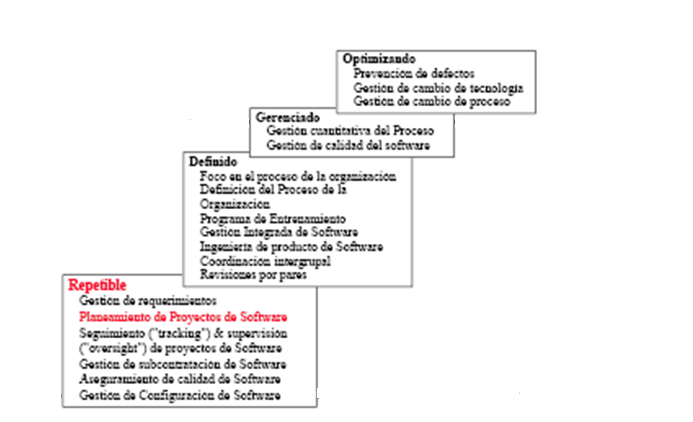 Optimizando
Prevención de defectos
Gestión de cambio de tecnología
Gestión de cambio de proceso
Gerenciado
Gestión cuantitativa del Proceso
Gestión de calidad del software
Definido
Foco en el proceso de la organización
Definición del Proceso de la
Organización
Programa de Entrenamiento
Gestión Integrada de Software
Ingeniería de producto de Software
Coordinación intergrupal
Revisiones por pares
Repetible
Gestión de requerimientos
Planeamiento de Proyectos de Software
Seguimiento ("tracking") & supervisión
("oversight") de proyectos de Software
Gestión de subcontratación de Software
Aseguramiento de calidad de Software
Gestión de Configuración de Software